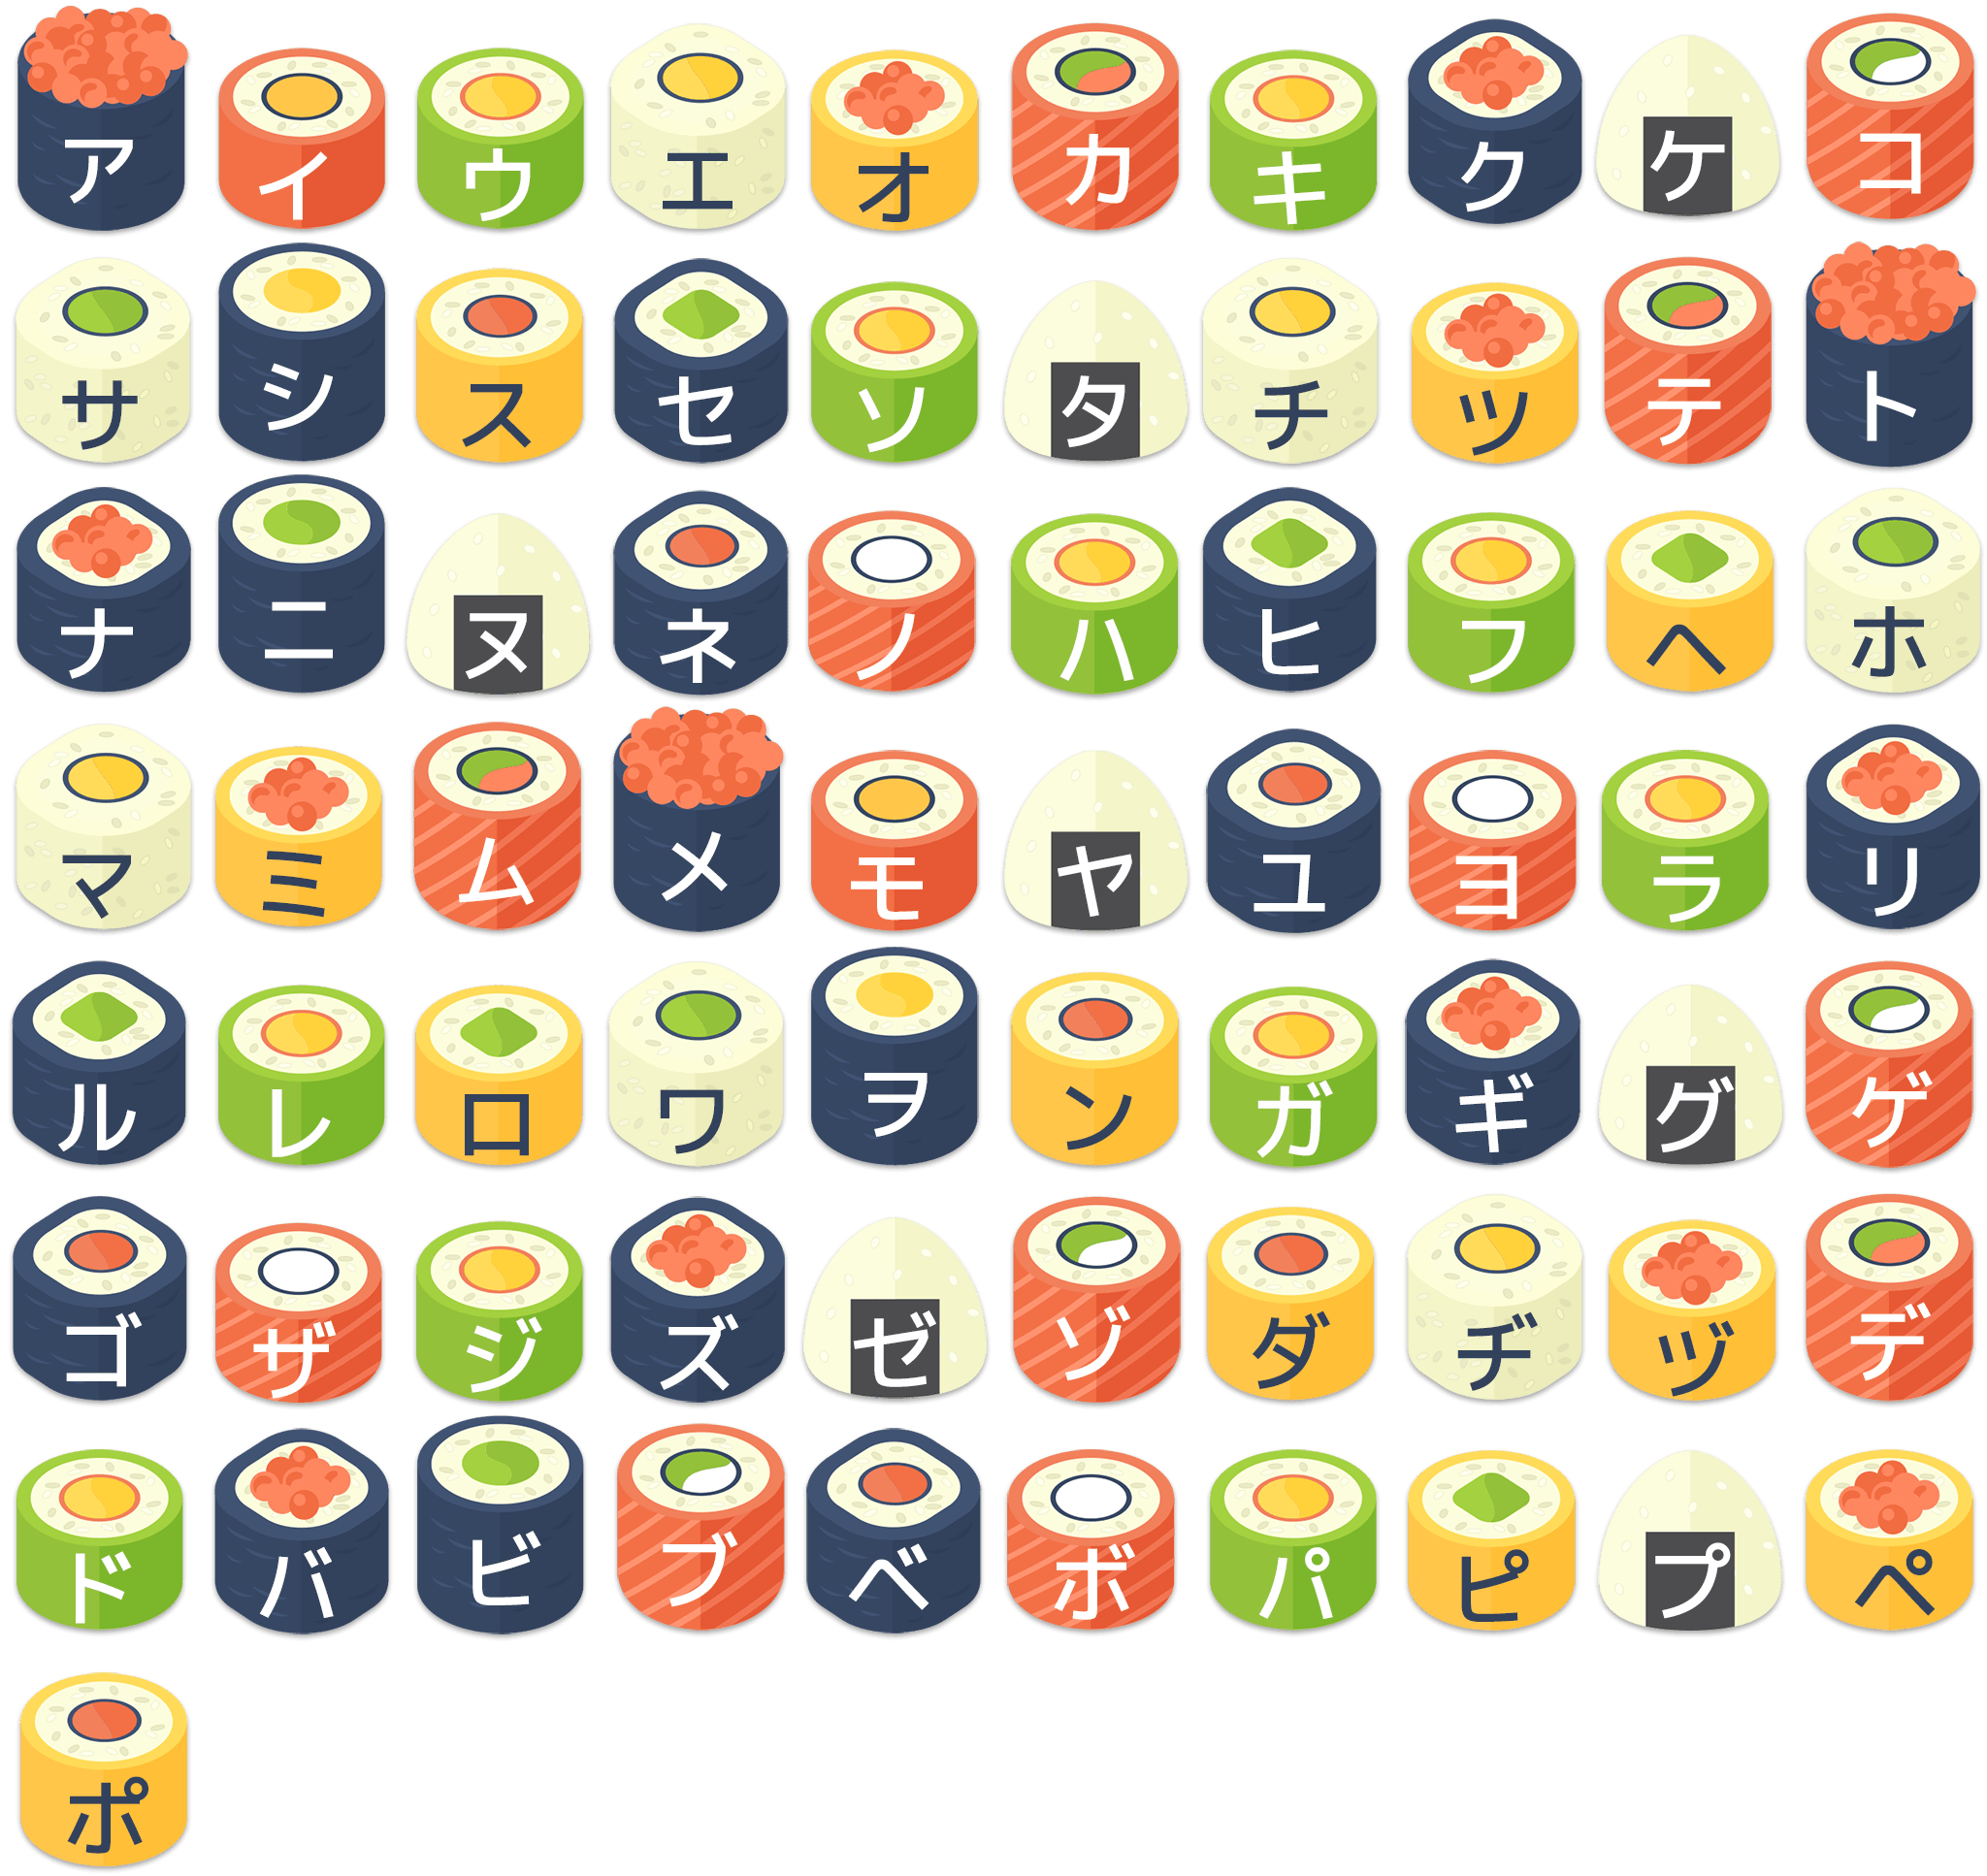 アイウエオカキクケコ
サシスセソタチツテト
ナニヌネノハヒフヘホ
マミムメモヤユヨラリ
ルレロワヲンガギグゲ
ゴザジズゼゾダヂヅデ
ドバビブベボパピプペ
ポ